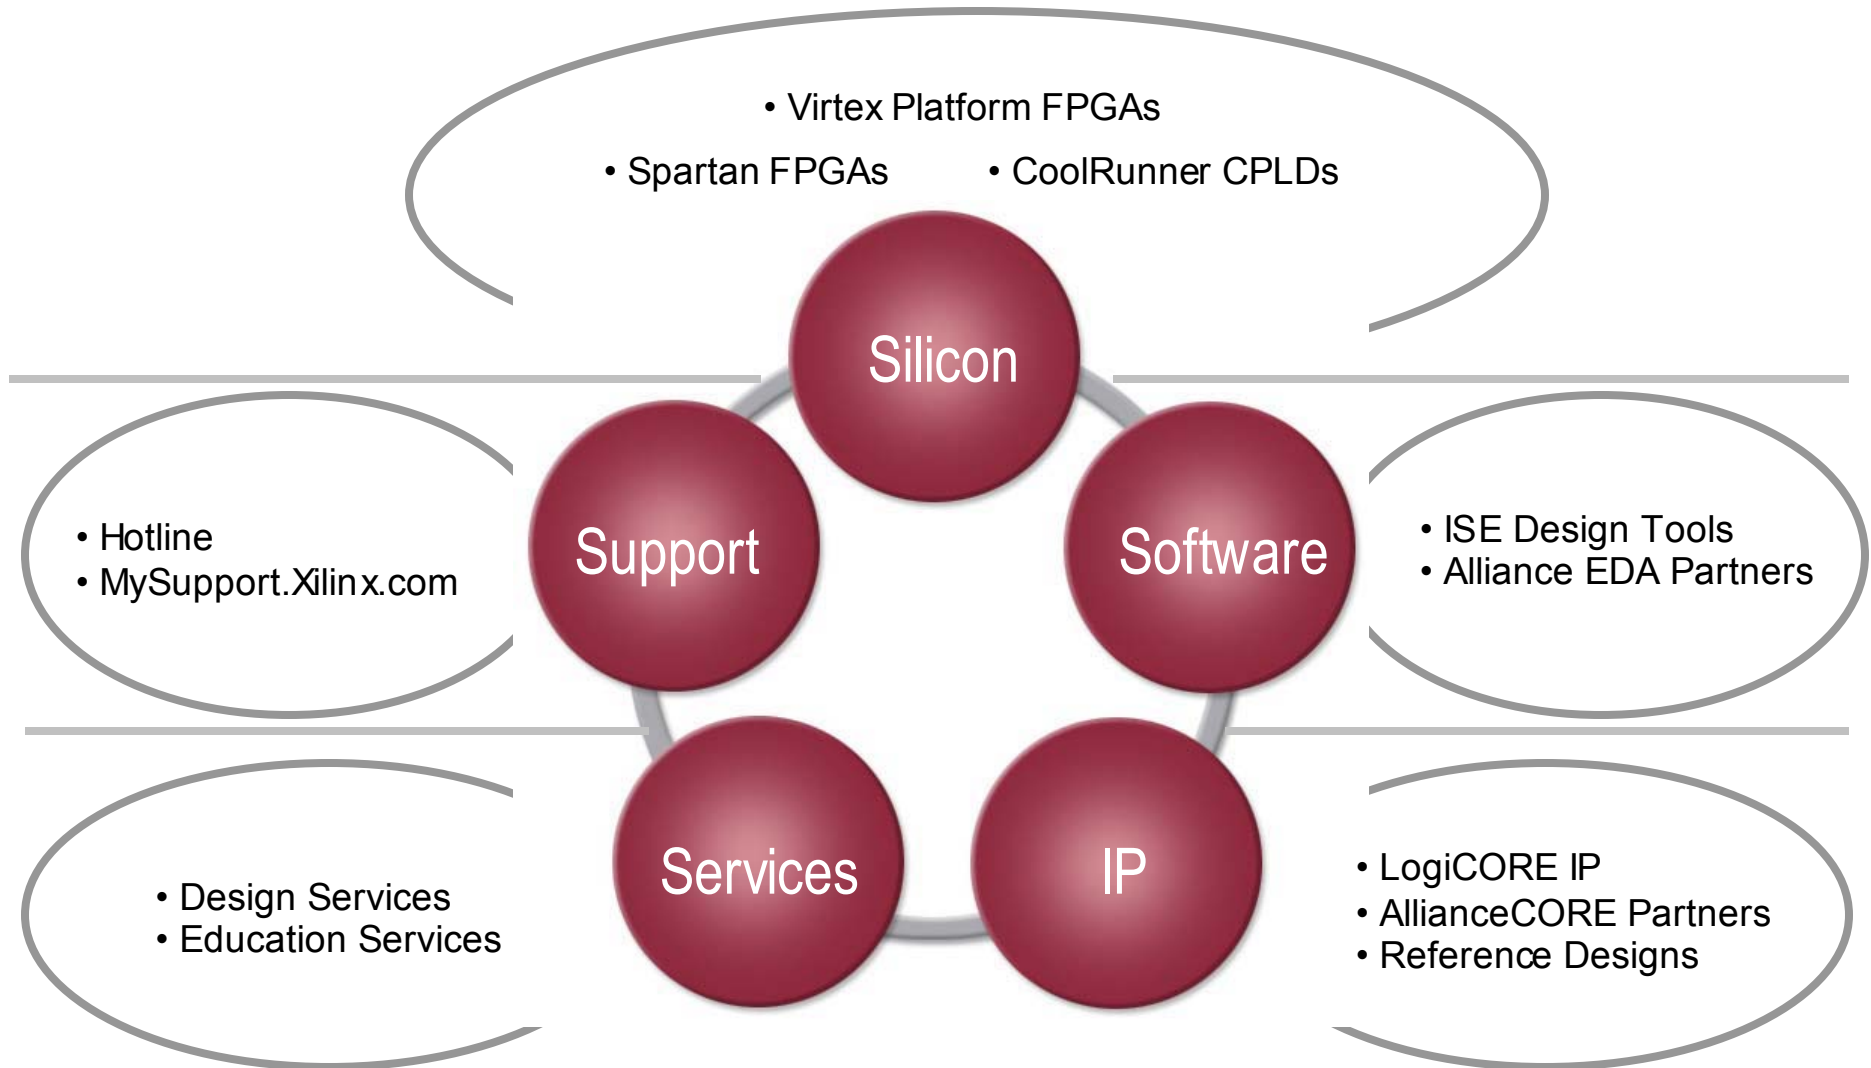 • Virtex Platform FPGAs
• Spartan FPGAs • CoolRunner CPLDs
Silicon
Support
• Hotline
• MySupport.Xilinx.com
Software
• ISE Design Tools
• Alliance EDA Partners
Services
• Design Services
• Education Services
IP
• LogiCORE IP
• AllianceCORE Partners
• Reference Designs